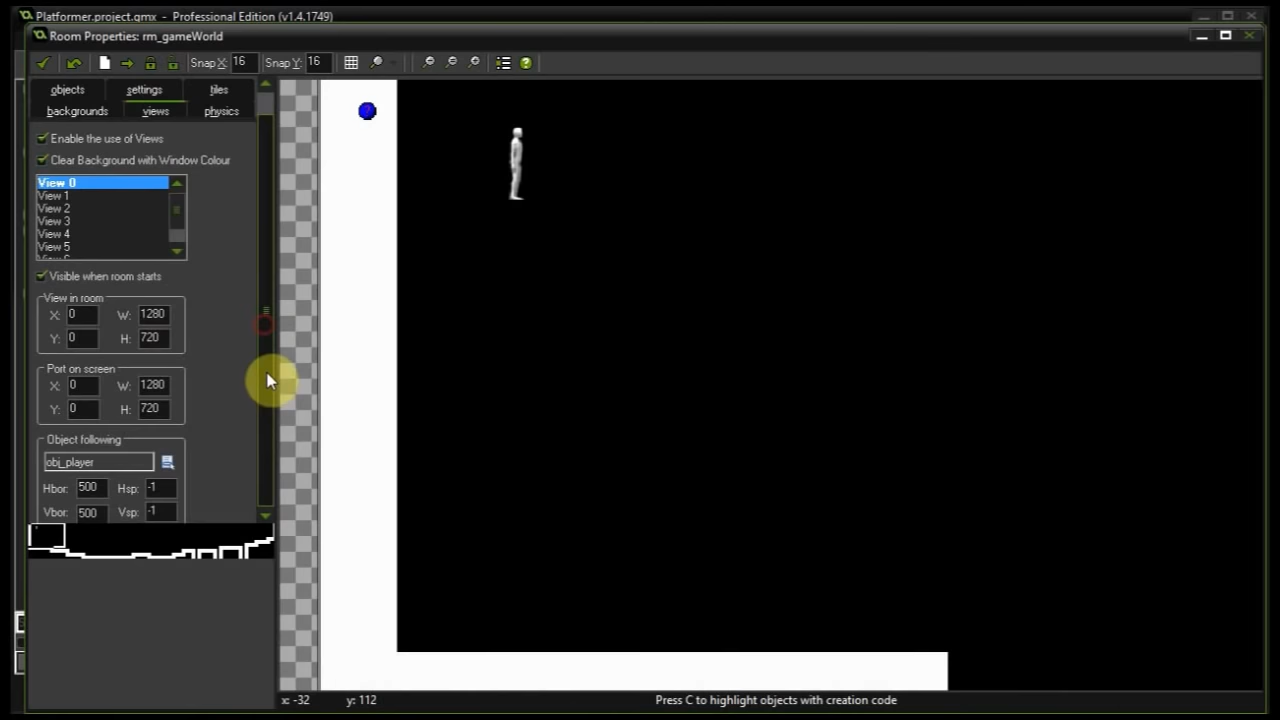 Platformer.project.gmx - Professional Edition (v1.4.1749)
Room Properties: rm_gameWorld
Snap X: 16 Snap Y: 16
objects settings tiles
backgrounds views physics
Enable the use of Views
Clear Background with Window Colour
View 0
View 1
View 2
View 3
View 4
View 5
Visible when room starts
View in room
X: 0 W: 1280
Y: 0 H: 720
Port on screen
X: 0 W: 1280
Y: 0 H: 720
Object following
obj_player
Hbor: 500 Hsp: -1
Vbor: 500 Vsp: -1
x: -32 y: 112 Press C to highlight objects with creation code